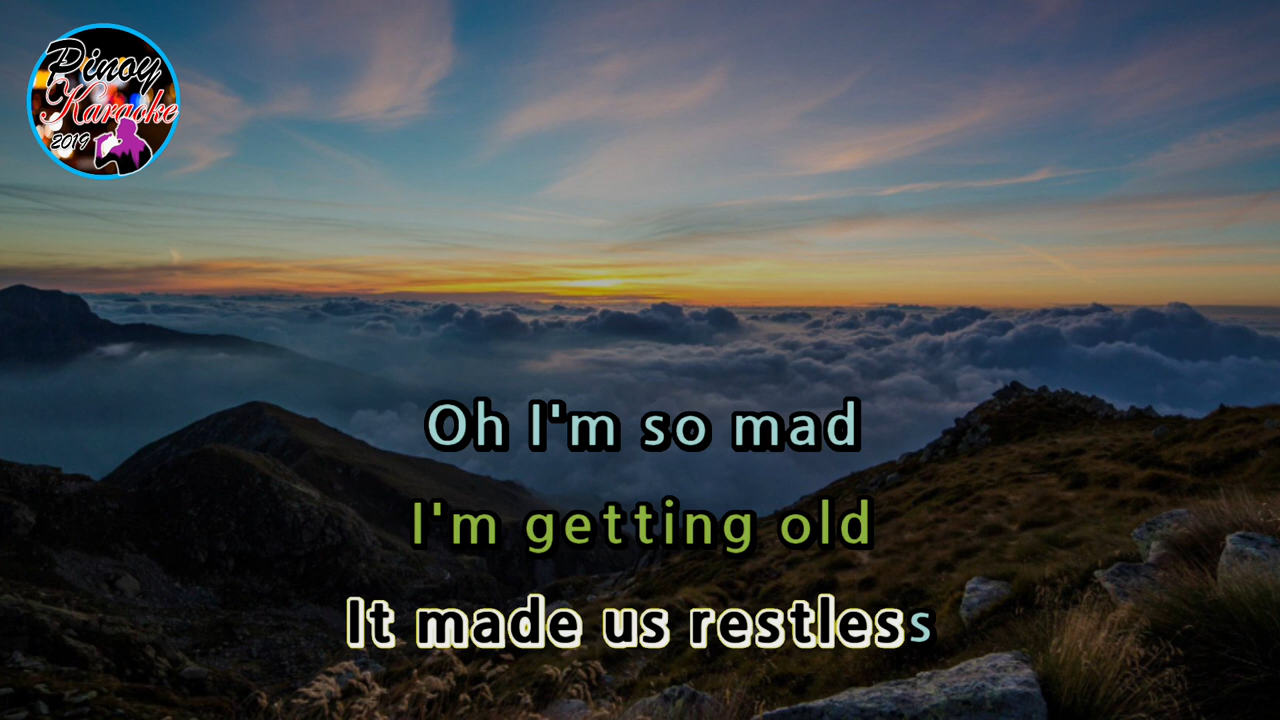 Pinoy
Karaoke
2019
Oh I'm so mad
I'm getting old
It made us restless